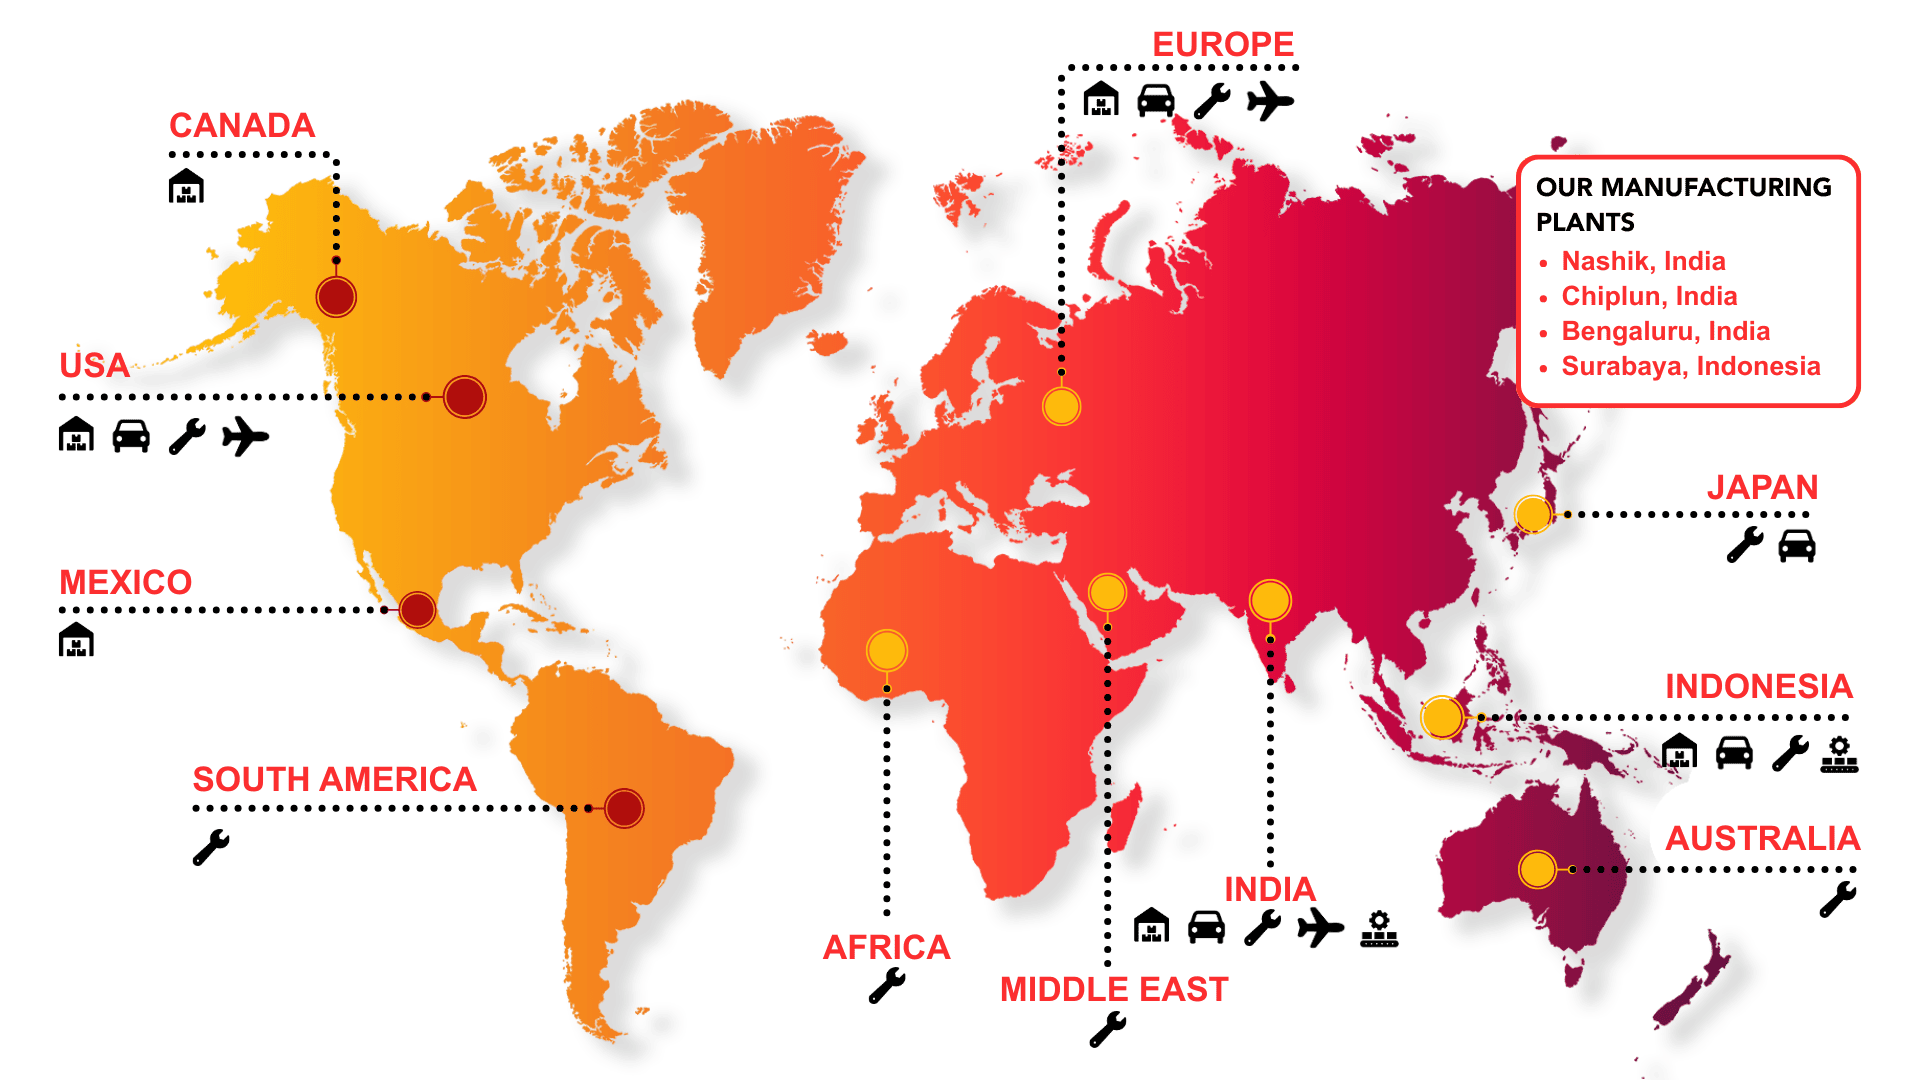 EUROPE
CANADA
OUR MANUFACTURING
PLANTS
• Nashik, India
• Chiplun, India
• Bengaluru, India
• Surabaya, Indonesia
USA
JAPAN
MEXICO
INDONESIA
SOUTH AMERICA
AUSTRALIA
INDIA
AFRICA
MIDDLE EAST